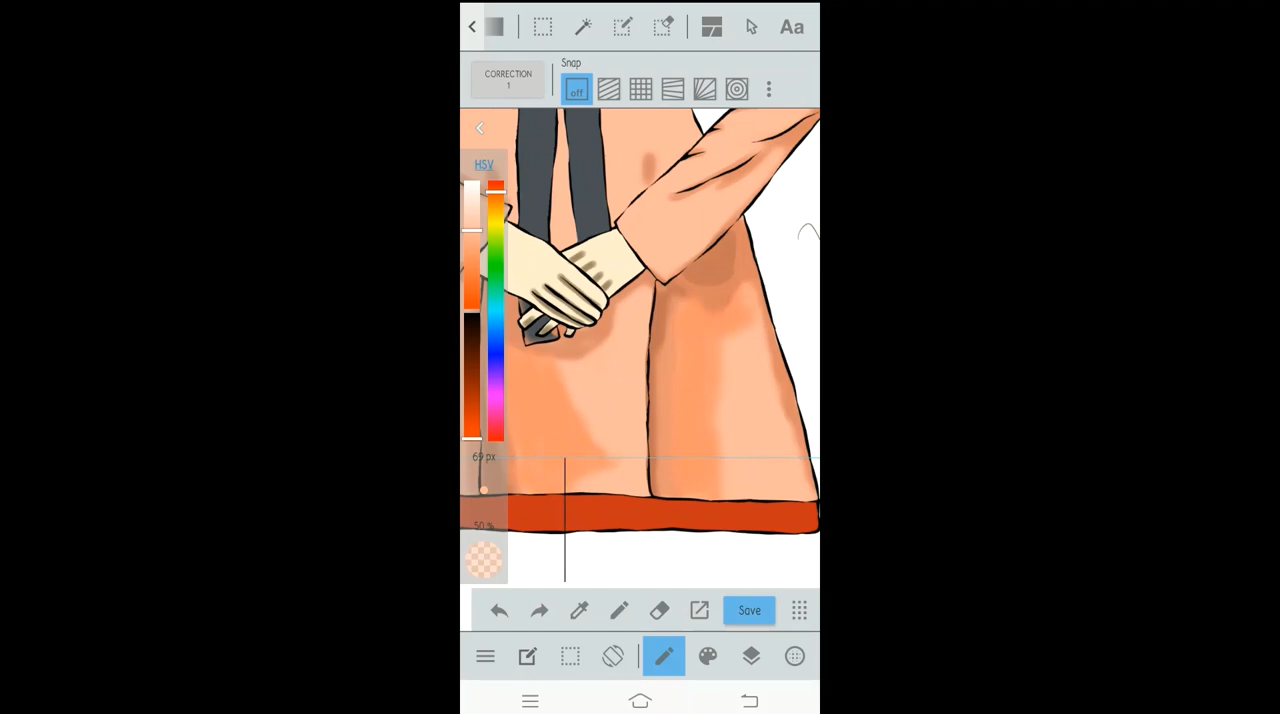 Aa
CORRECTION
1
Snap
off
HSV
69 px
50 %
Save